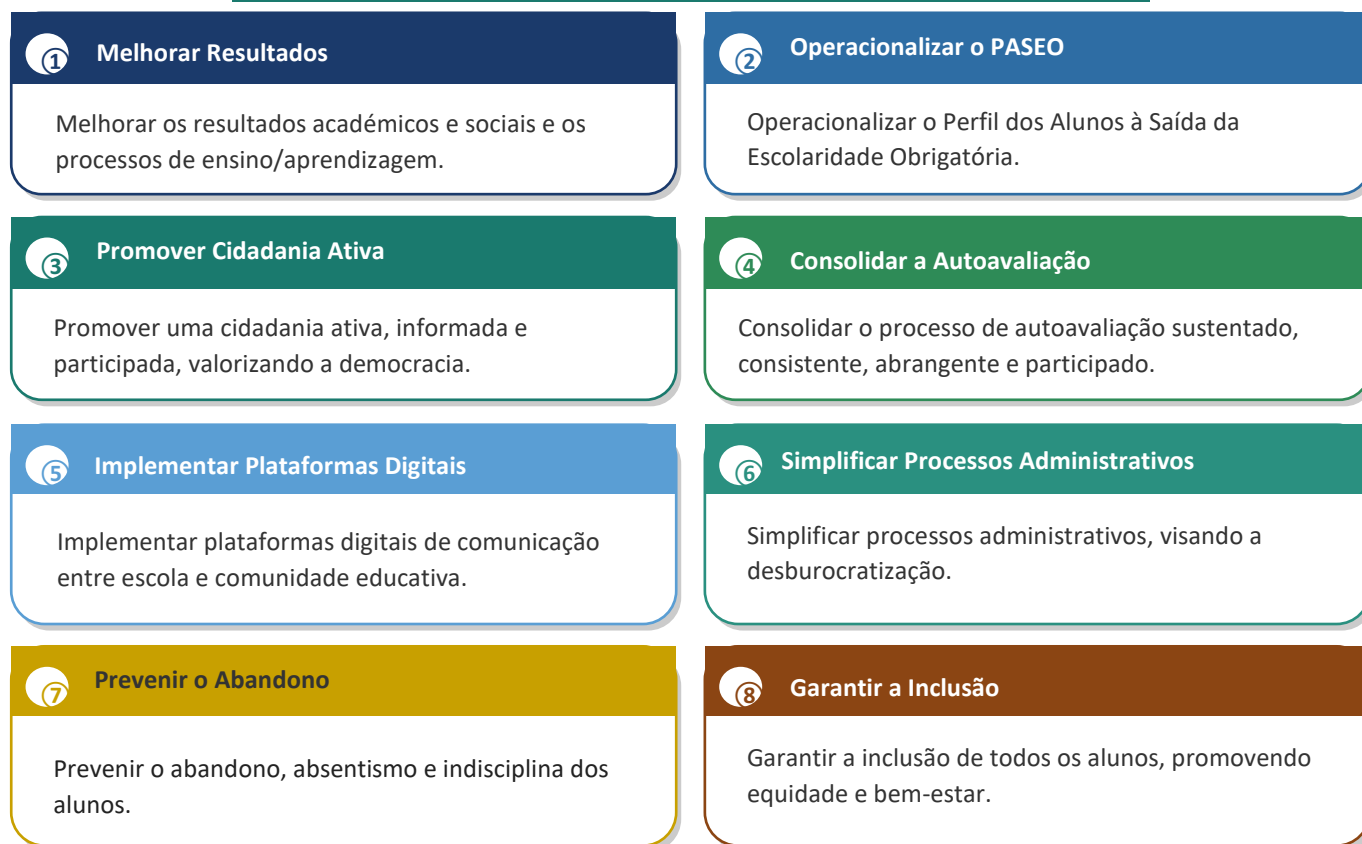 ① Melhorar Resultados
Melhorar os resultados académicos e sociais e os
processos de ensino/aprendizagem.
② Operacionalizar o PASEO
Operacionalizar o Perfil dos Alunos à Saída da
Escolaridade Obrigatória.
③ Promover Cidadania Ativa
Promover uma cidadania ativa, informada e
participada, valorizando a democracia.
④ Consolidar a Autoavaliação
Consolidar o processo de autoavaliação sustentado,
consistente, abrangente e participado.
⑤ Implementar Plataformas Digitais
Implementar plataformas digitais de comunicação
entre escola e comunidade educativa.
⑥ Simplificar Processos Administrativos
Simplificar processos administrativos, visando a
desburocratização.
⑦ Prevenir o Abandono
Prevenir o abandono, absentismo e indisciplina dos
alunos.
⑧ Garantir a Inclusão
Garantir a inclusão de todos os alunos, promovendo
equidade e bem-estar.